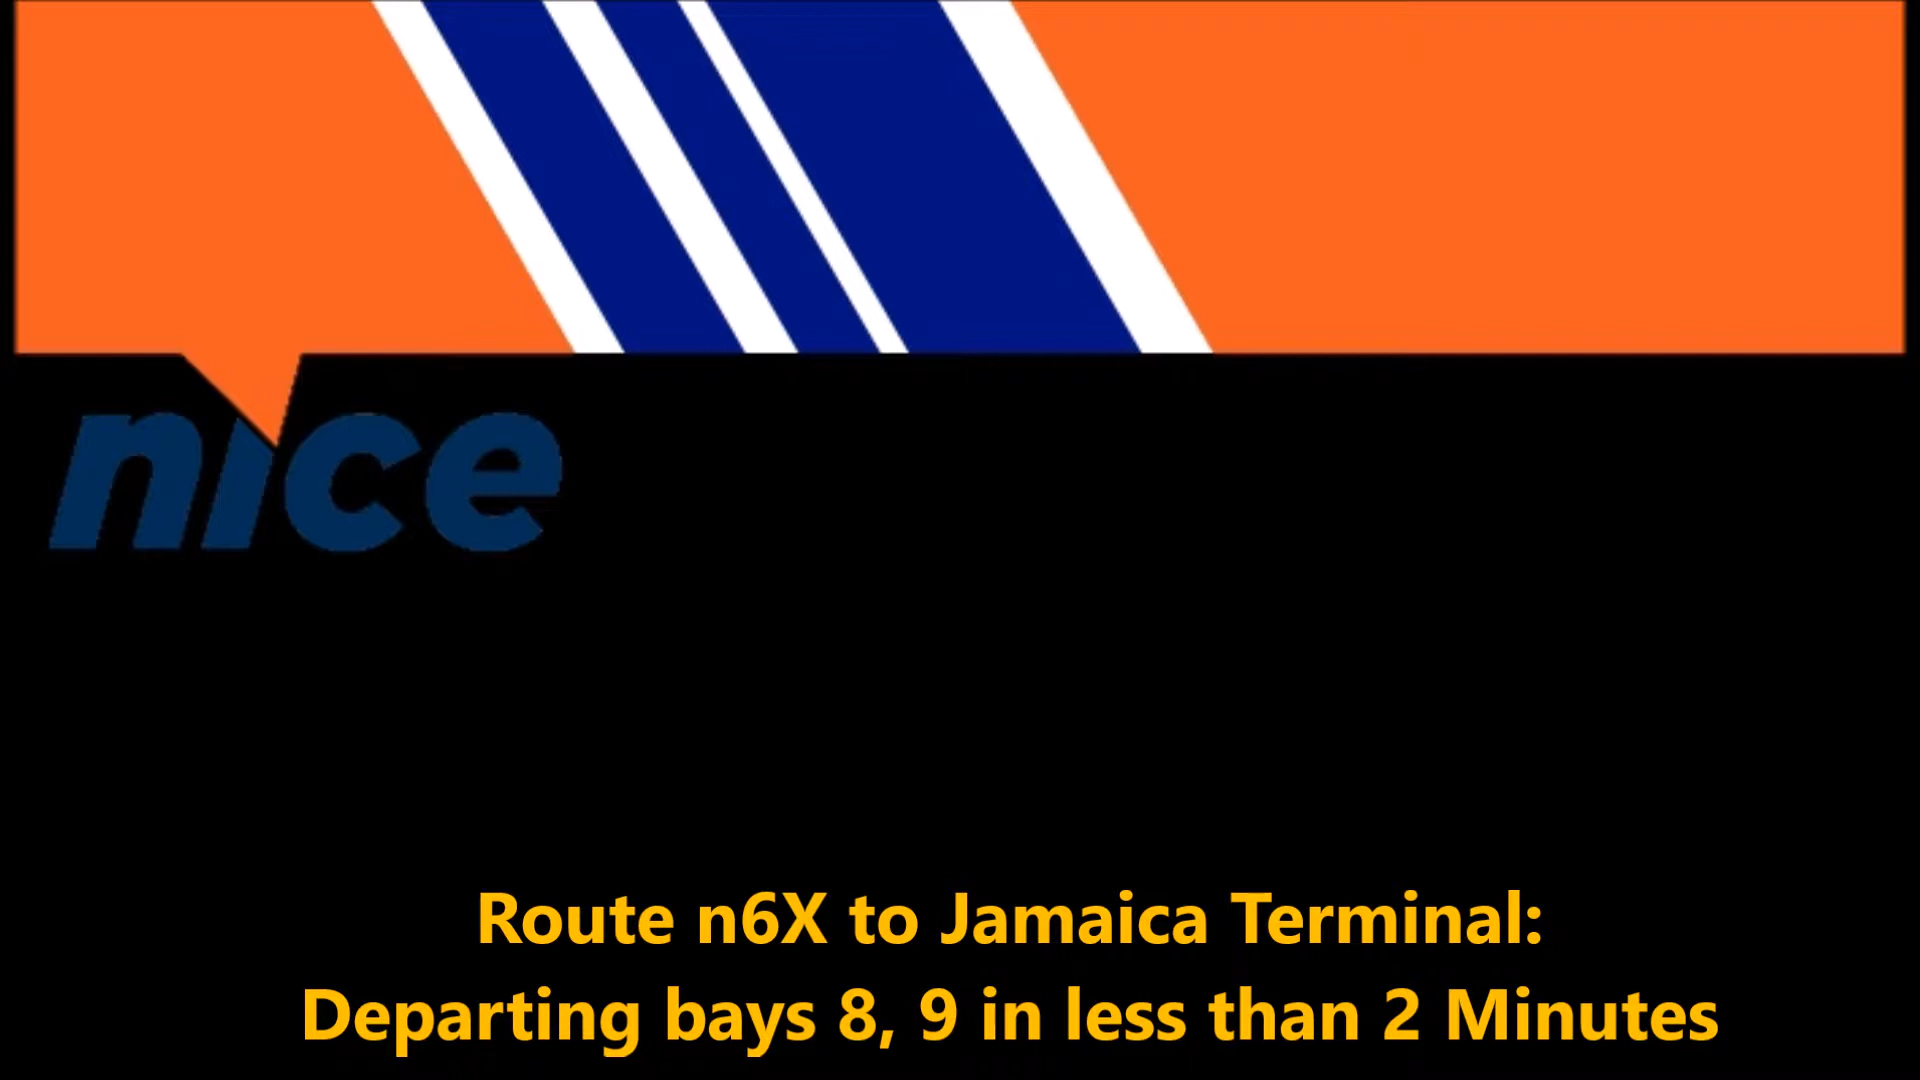 nice
Route n6X to Jamaica Terminal:
Departing bays 8, 9 in less than 2 Minutes